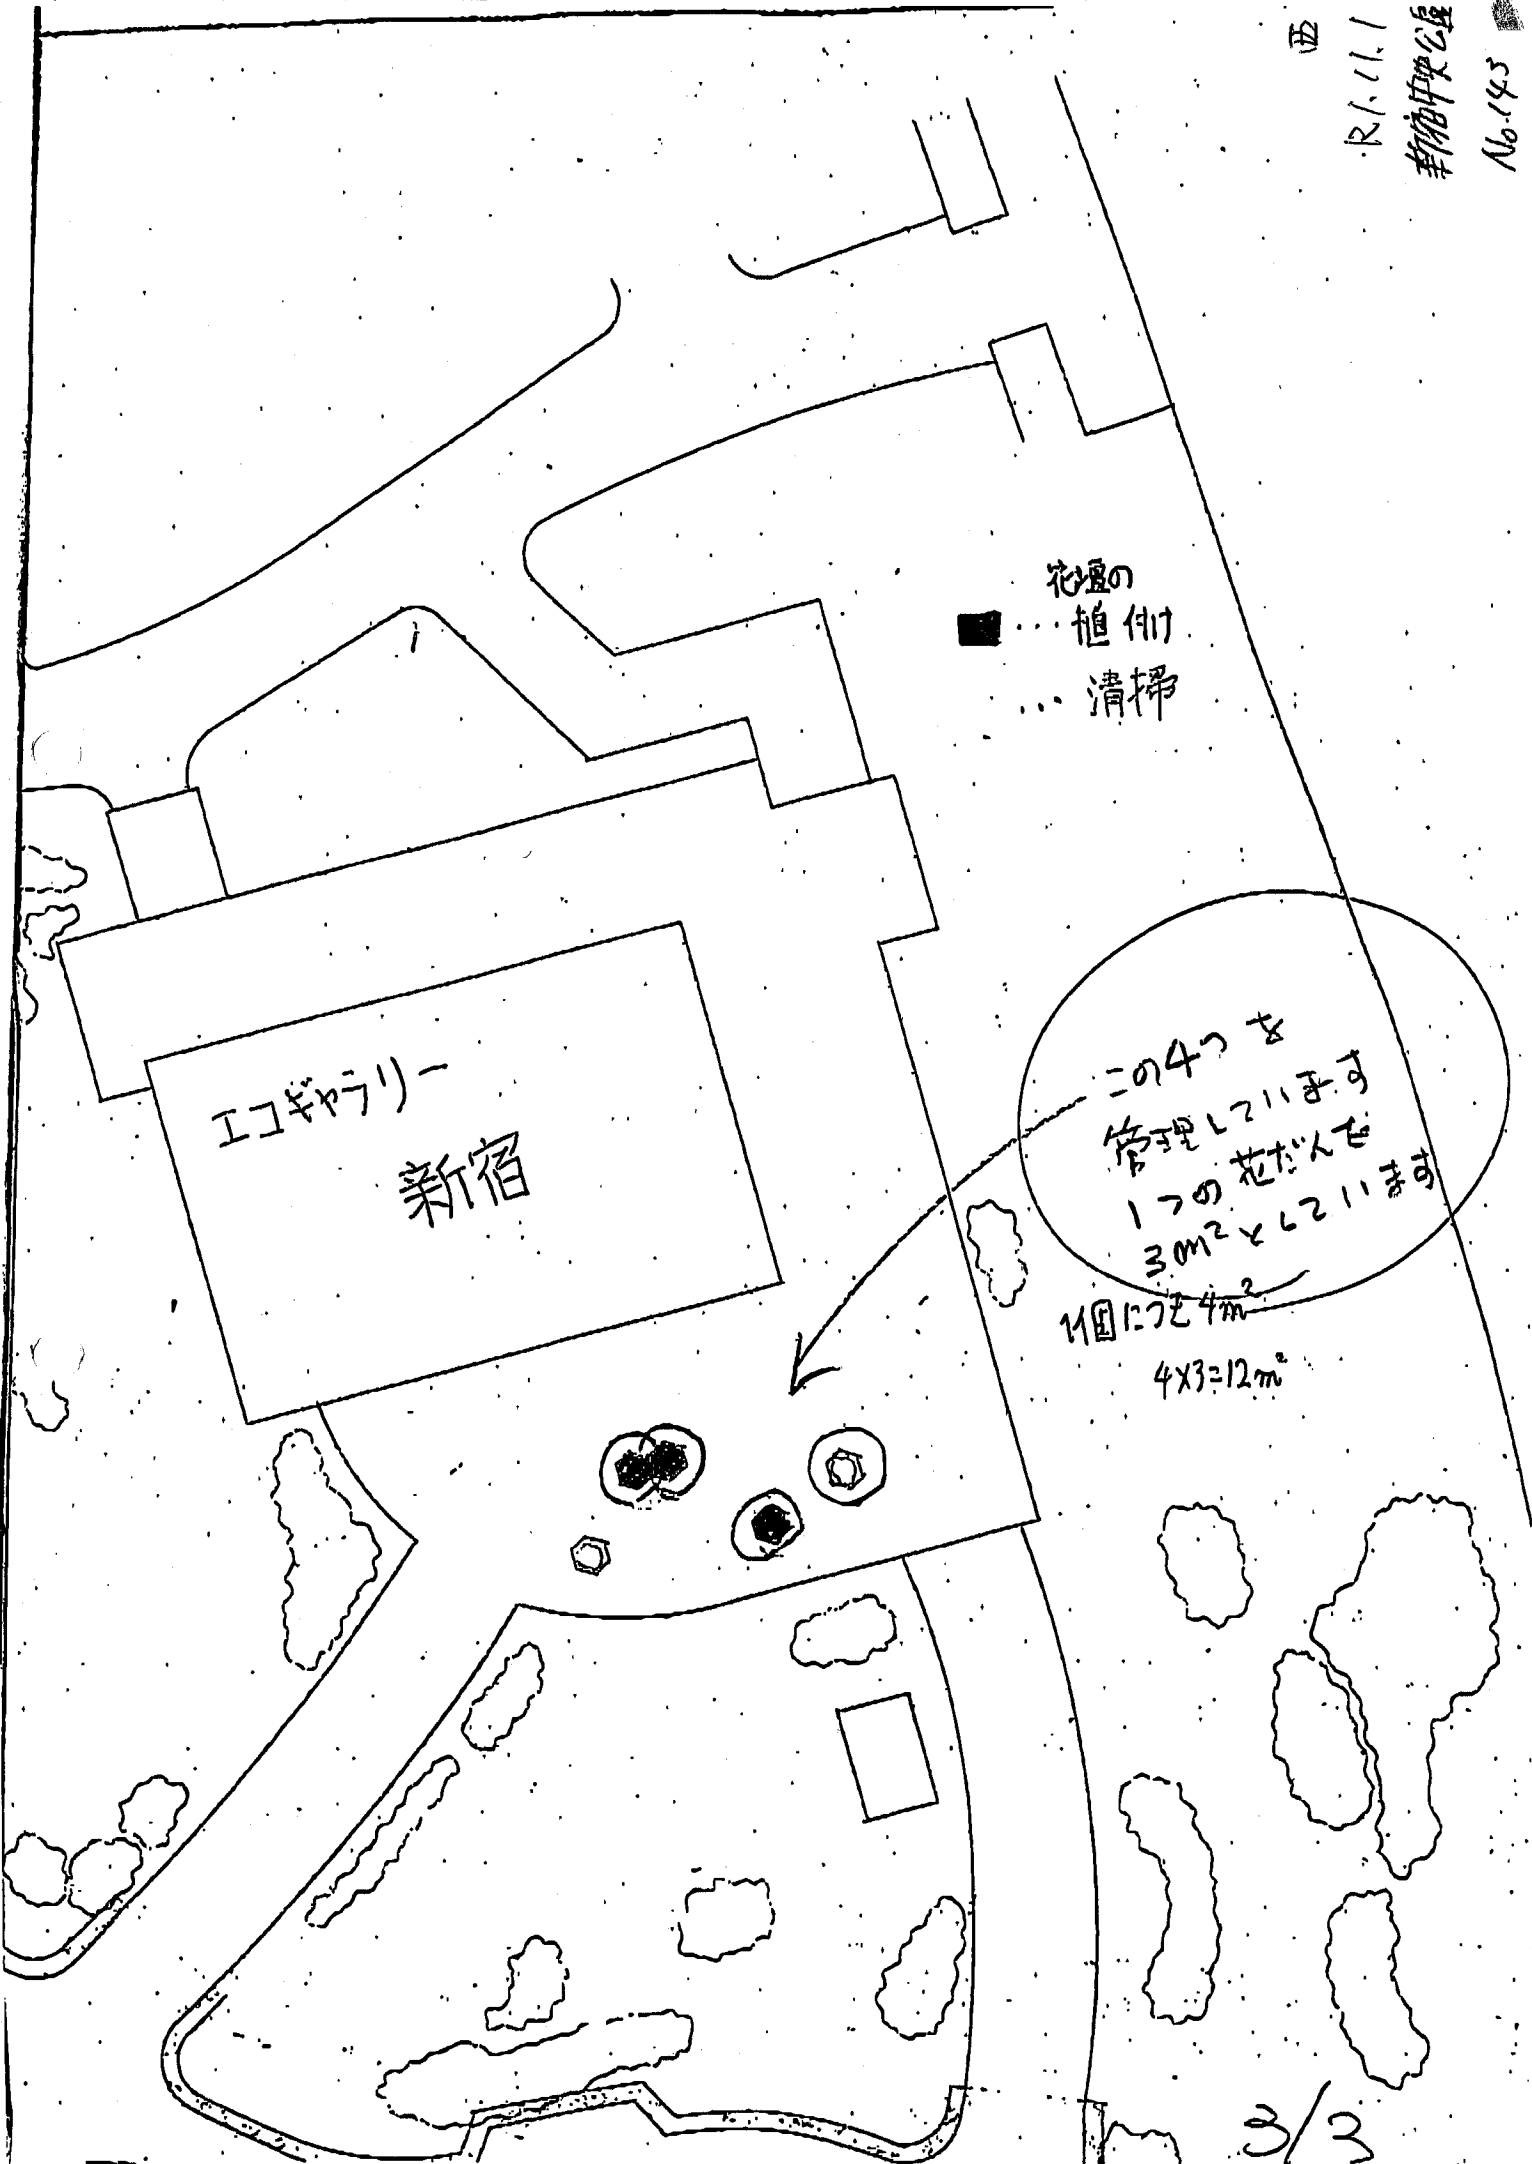 西
R1.11.1
新宿中央公園
No.143
花壇の
…植付け
…清掃
エコギャラリー
新宿
この4つを
管理しています
1つの花だんで
3m²としています
1個につき4m²
4×3=12m²
3/3